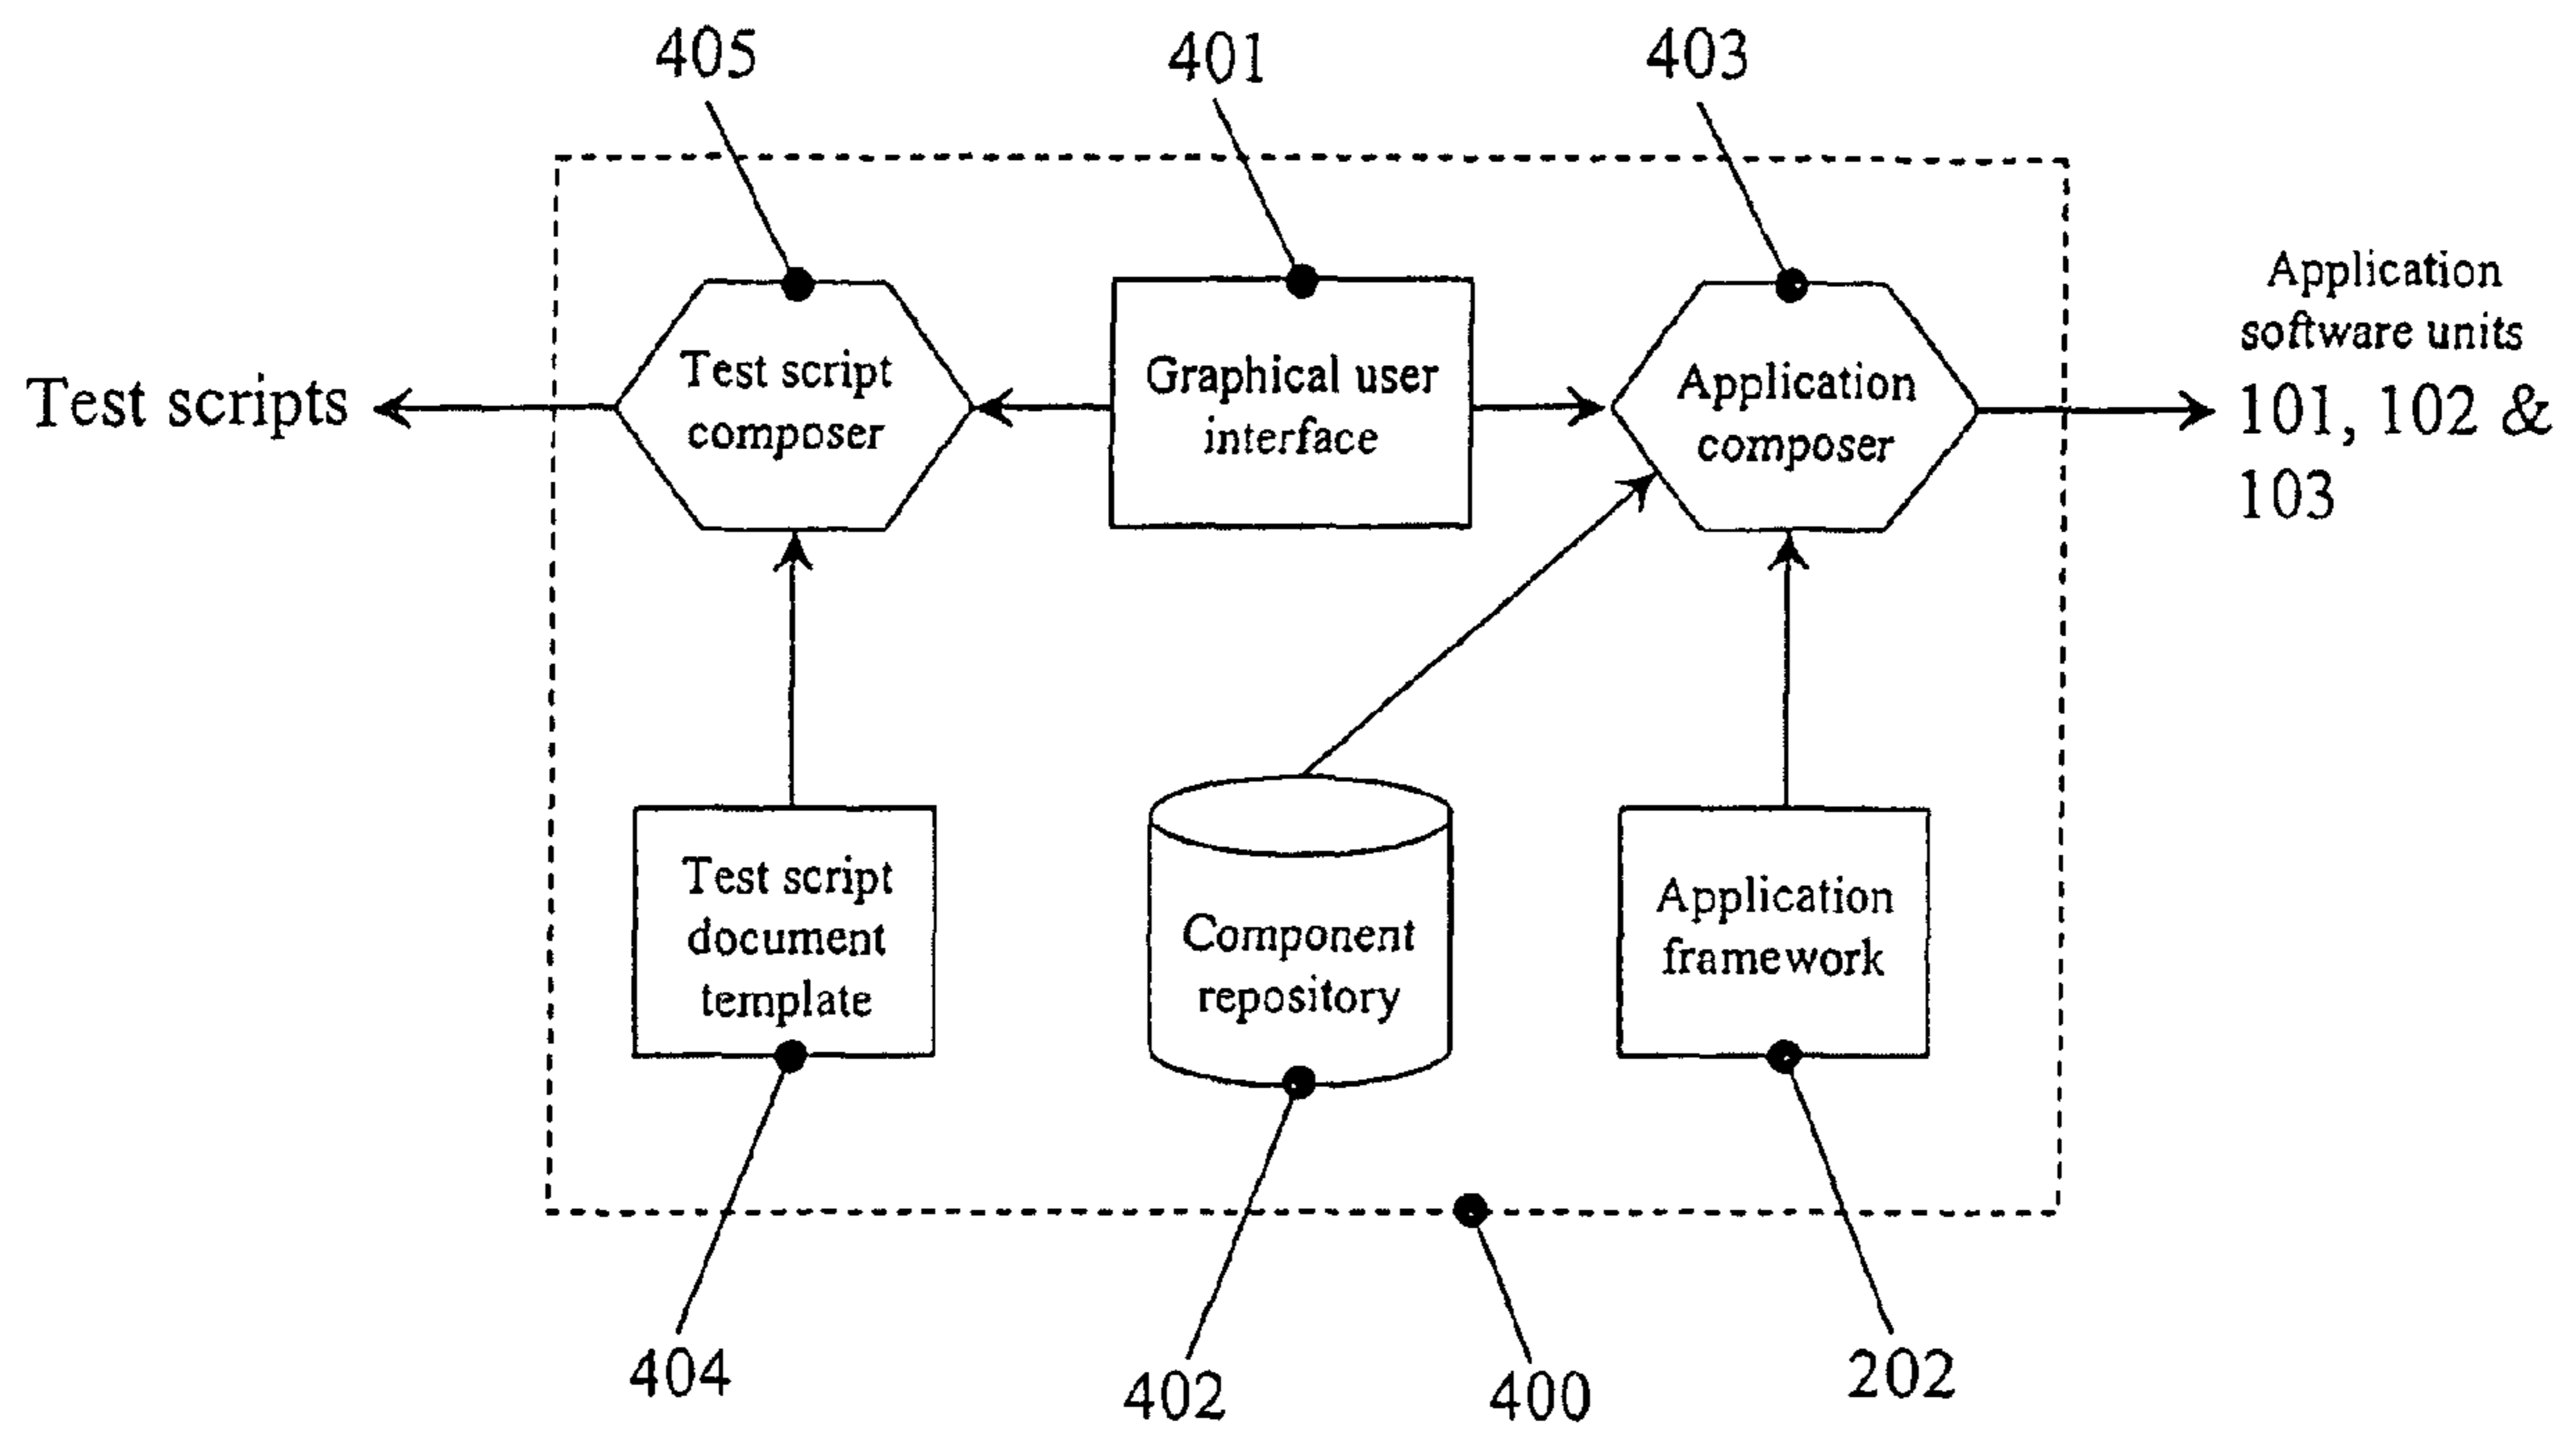 405
401
403
Test scripts
Test script
composer
Graphical user
interface
Application
composer
Application
software units
101, 102 &
103
Test script
document
template
Component
repository
Application
framework
404
402
400
202